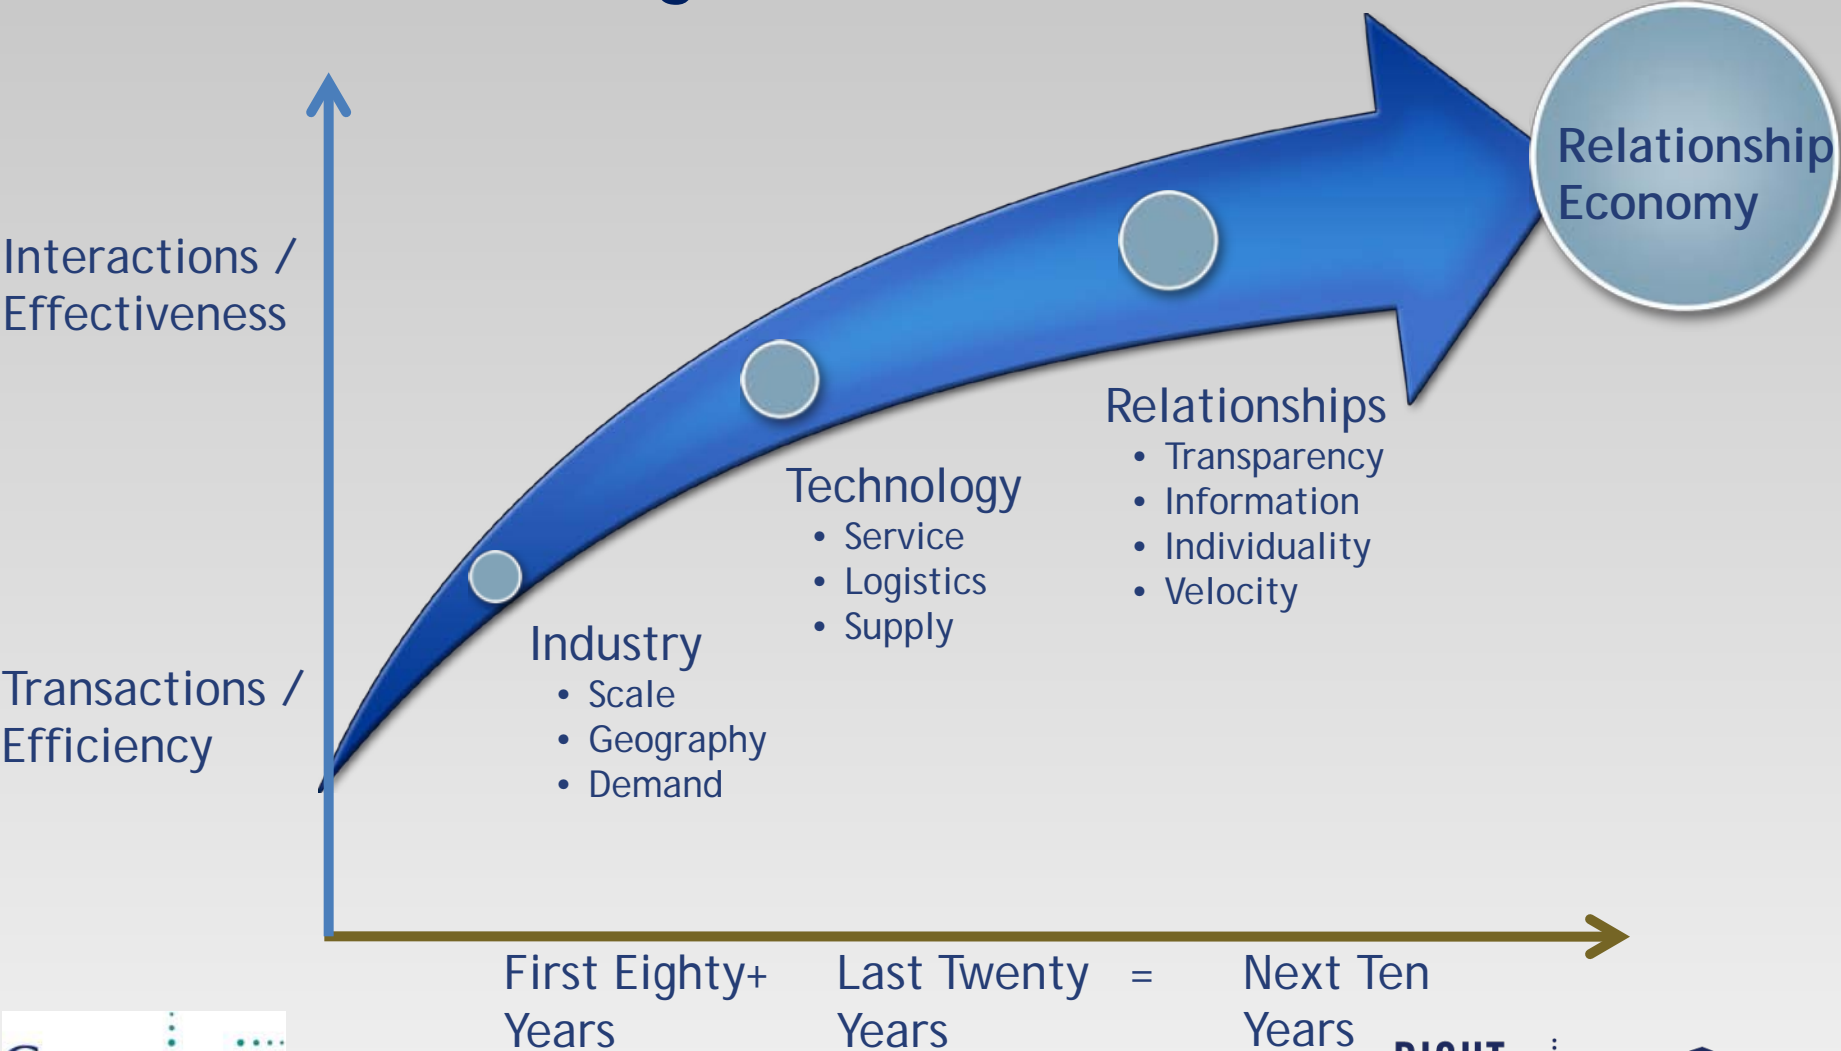 Relationship
Economy
Interactions /
Effectiveness
Relationships
• Transparency
• Information
• Individuality
• Velocity
Technology
• Service
• Logistics
• Supply
Industry
• Scale
• Geography
• Demand
Transactions /
Efficiency
First Eighty+
Years
Last Twenty =
Years
Next Ten
Years
RIGHT